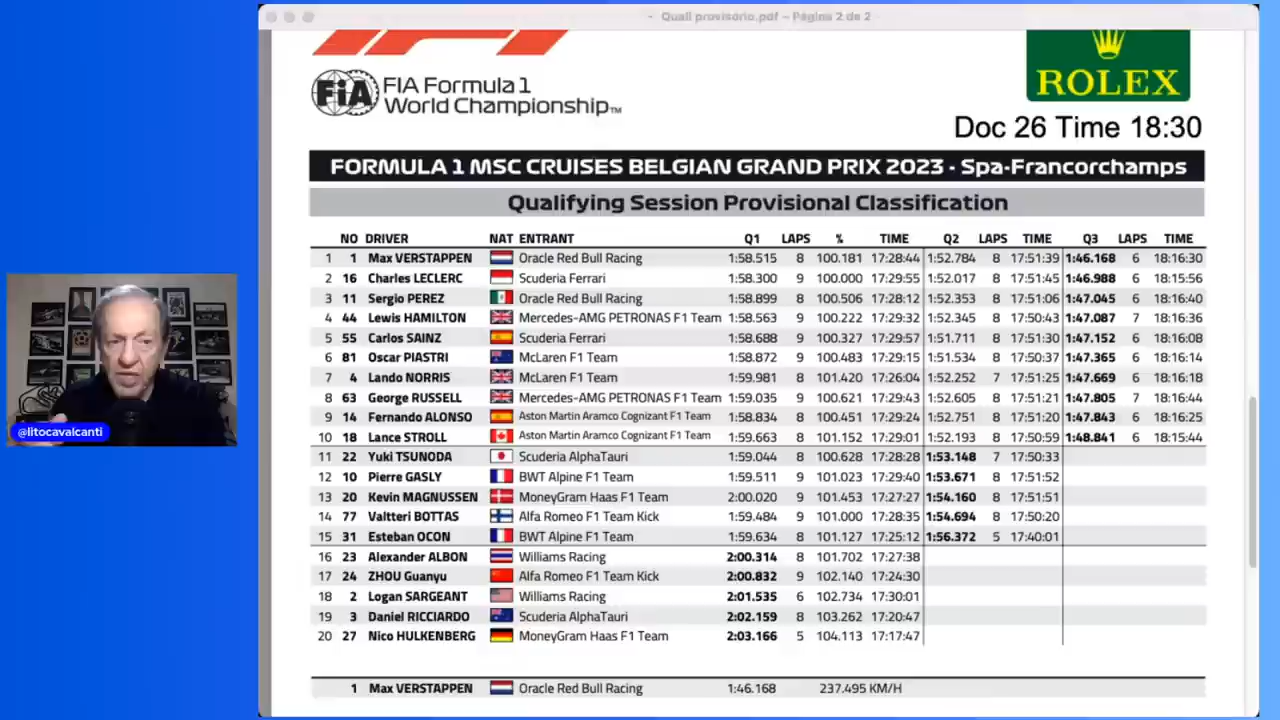 Quali provisório.pdf – Página 2 de 2
FiA FIA Formula 1
World Championship™
ROLEX
Doc 26 Time 18:30
FORMULA 1 MSC CRUISES BELGIAN GRAND PRIX 2023 - Spa-Francorchamps
Qualifying Session Provisional Classification
NO DRIVER NAT ENTRANT Q1 LAPS % TIME Q2 LAPS TIME Q3 LAPS TIME
1 1 Max VERSTAPPEN Oracle Red Bull Racing 1:58.515 8 100.181 17:28:44 1:52.784 8 17:51:39 1:46.168 6 18:16:30
2 16 Charles LECLERC Scuderia Ferrari 1:58.300 9 100.000 17:29:55 1:52.017 8 17:51:45 1:46.988 6 18:15:56
3 11 Sergio PEREZ Oracle Red Bull Racing 1:58.899 8 100.506 17:28:12 1:52.353 8 17:51:06 1:47.045 6 18:16:40
4 44 Lewis HAMILTON Mercedes-AMG PETRONAS F1 Team 1:58.563 9 100.222 17:29:32 1:52.345 8 17:50:43 1:47.087 7 18:16:36
5 55 Carlos SAINZ Scuderia Ferrari 1:58.688 9 100.327 17:29:57 1:51.711 8 17:51:30 1:47.152 6 18:16:08
6 81 Oscar PIASTRI McLaren F1 Team 1:58.872 9 100.483 17:29:15 1:51.534 8 17:50:37 1:47.365 6 18:16:14
7 4 Lando NORRIS McLaren F1 Team 1:59.981 8 101.420 17:26:04 1:52.252 7 17:51:25 1:47.669 6 18:16:18
8 63 George RUSSELL Mercedes-AMG PETRONAS F1 Team 1:59.035 9 100.621 17:29:43 1:52.605 8 17:51:21 1:47.805 7 18:16:44
9 14 Fernando ALONSO Aston Martin Aramco Cognizant F1 Team 1:58.834 8 100.451 17:29:24 1:52.751 8 17:51:20 1:47.843 6 18:16:25
10 18 Lance STROLL Aston Martin Aramco Cognizant F1 Team 1:59.663 8 101.152 17:29:01 1:52.193 8 17:50:59 1:48.841 6 18:15:44
11 22 Yuki TSUNODA Scuderia AlphaTauri 1:59.044 8 100.628 17:28:28 1:53.148 7 17:50:33
12 10 Pierre GASLY BWT Alpine F1 Team 1:59.511 9 101.023 17:29:40 1:53.671 8 17:51:52
13 20 Kevin MAGNUSSEN MoneyGram Haas F1 Team 2:00.020 9 101.453 17:27:27 1:54.160 8 17:51:51
14 77 Valtteri BOTTAS Alfa Romeo F1 Team Kick 1:59.484 9 101.000 17:28:35 1:54.694 8 17:50:20
15 31 Esteban OCON BWT Alpine F1 Team 1:59.634 8 101.127 17:25:12 1:56.372 5 17:40:01
16 23 Alexander ALBON Williams Racing 2:00.314 8 101.702 17:27:38
17 24 ZHOU Guanyu Alfa Romeo F1 Team Kick 2:00.832 9 102.140 17:24:30
18 2 Logan SARGEANT Williams Racing 2:01.535 6 102.734 17:30:01
19 3 Daniel RICCIARDO Scuderia AlphaTauri 2:02.159 8 103.262 17:20:47
20 27 Nico HULKENBERG MoneyGram Haas F1 Team 2:03.166 5 104.113 17:17:47
1 Max VERSTAPPEN Oracle Red Bull Racing 1:46.168 237.495 KM/H
@litocavalcanti